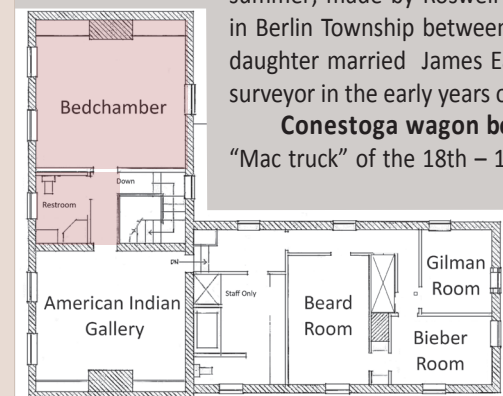 summer, made by Roswell
in Berlin Township between
daughter married James E
surveyor in the early years
Conestoga wagon
"Mac truck" of the 18th – 1
Bedchamber
Down
Restroom
DN
American Indian
Gallery
Staff Only
Beard
Room
Gilman
Room
Bieber
Room